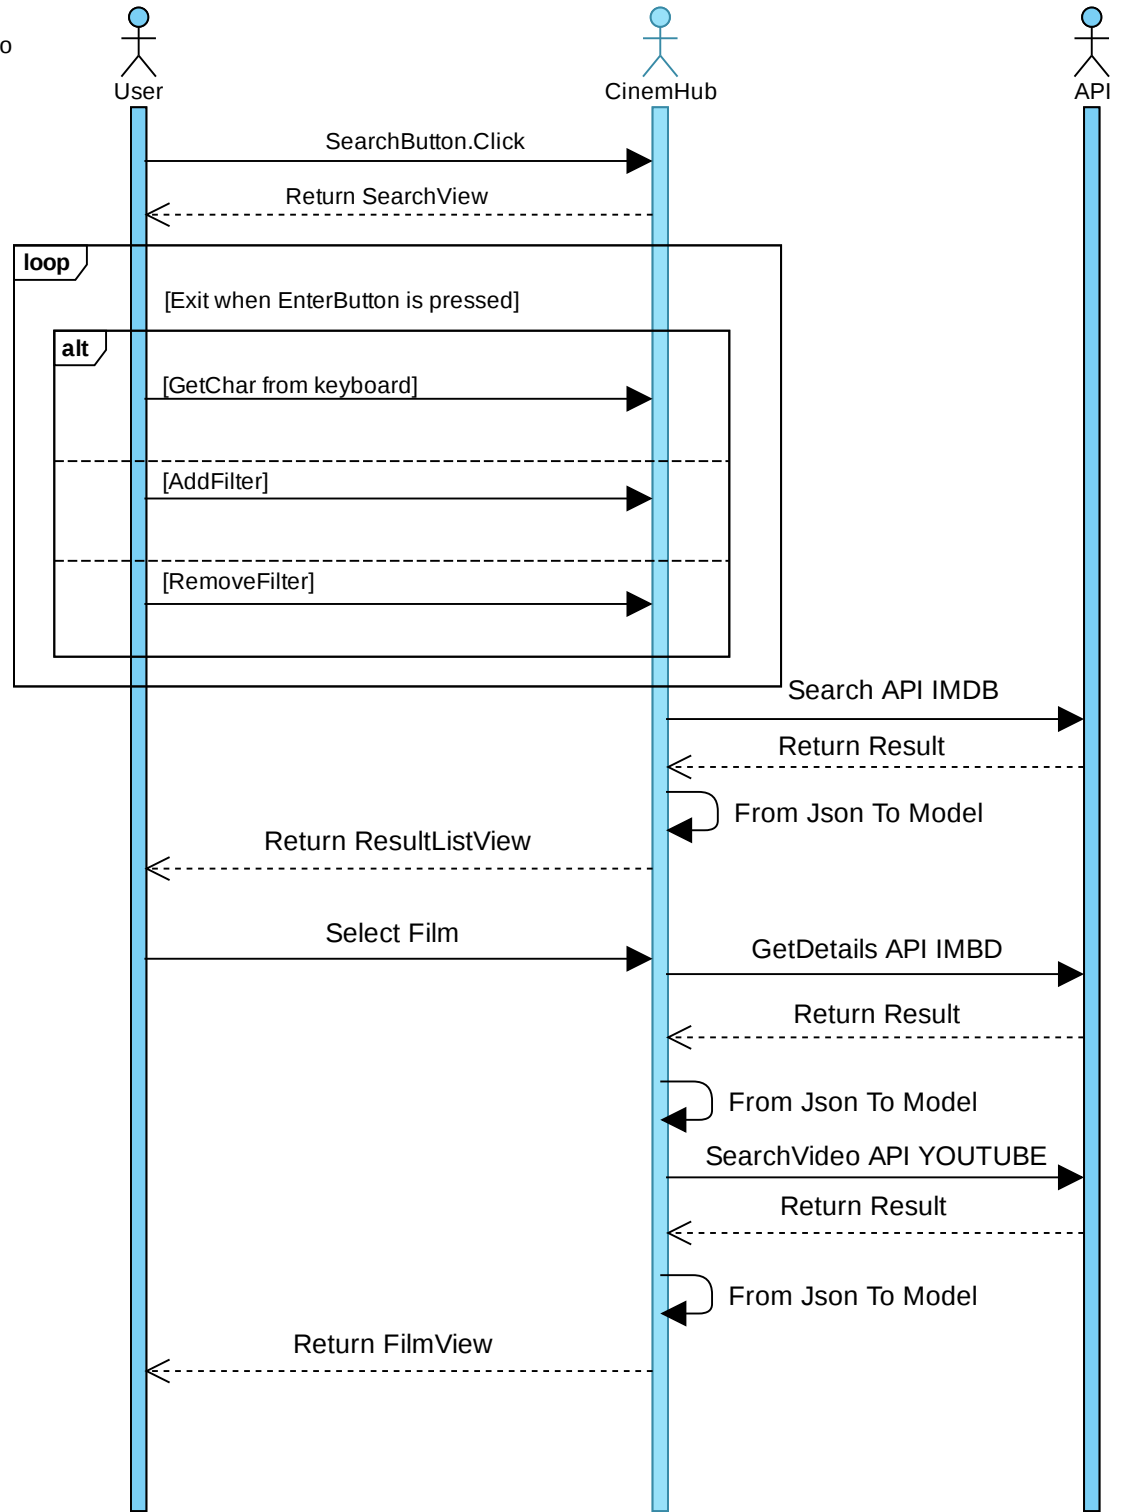 o
User
CinemHub
API
SearchButton.Click
Return SearchView
loop
[Exit when EnterButton is pressed]
alt
[GetChar from keyboard]
[AddFilter]
[RemoveFilter]
Search API IMDB
Return Result
From Json To Model
Return ResultListView
Select Film
GetDetails API IMBD
Return Result
From Json To Model
SearchVideo API YOUTUBE
Return Result
From Json To Model
Return FilmView